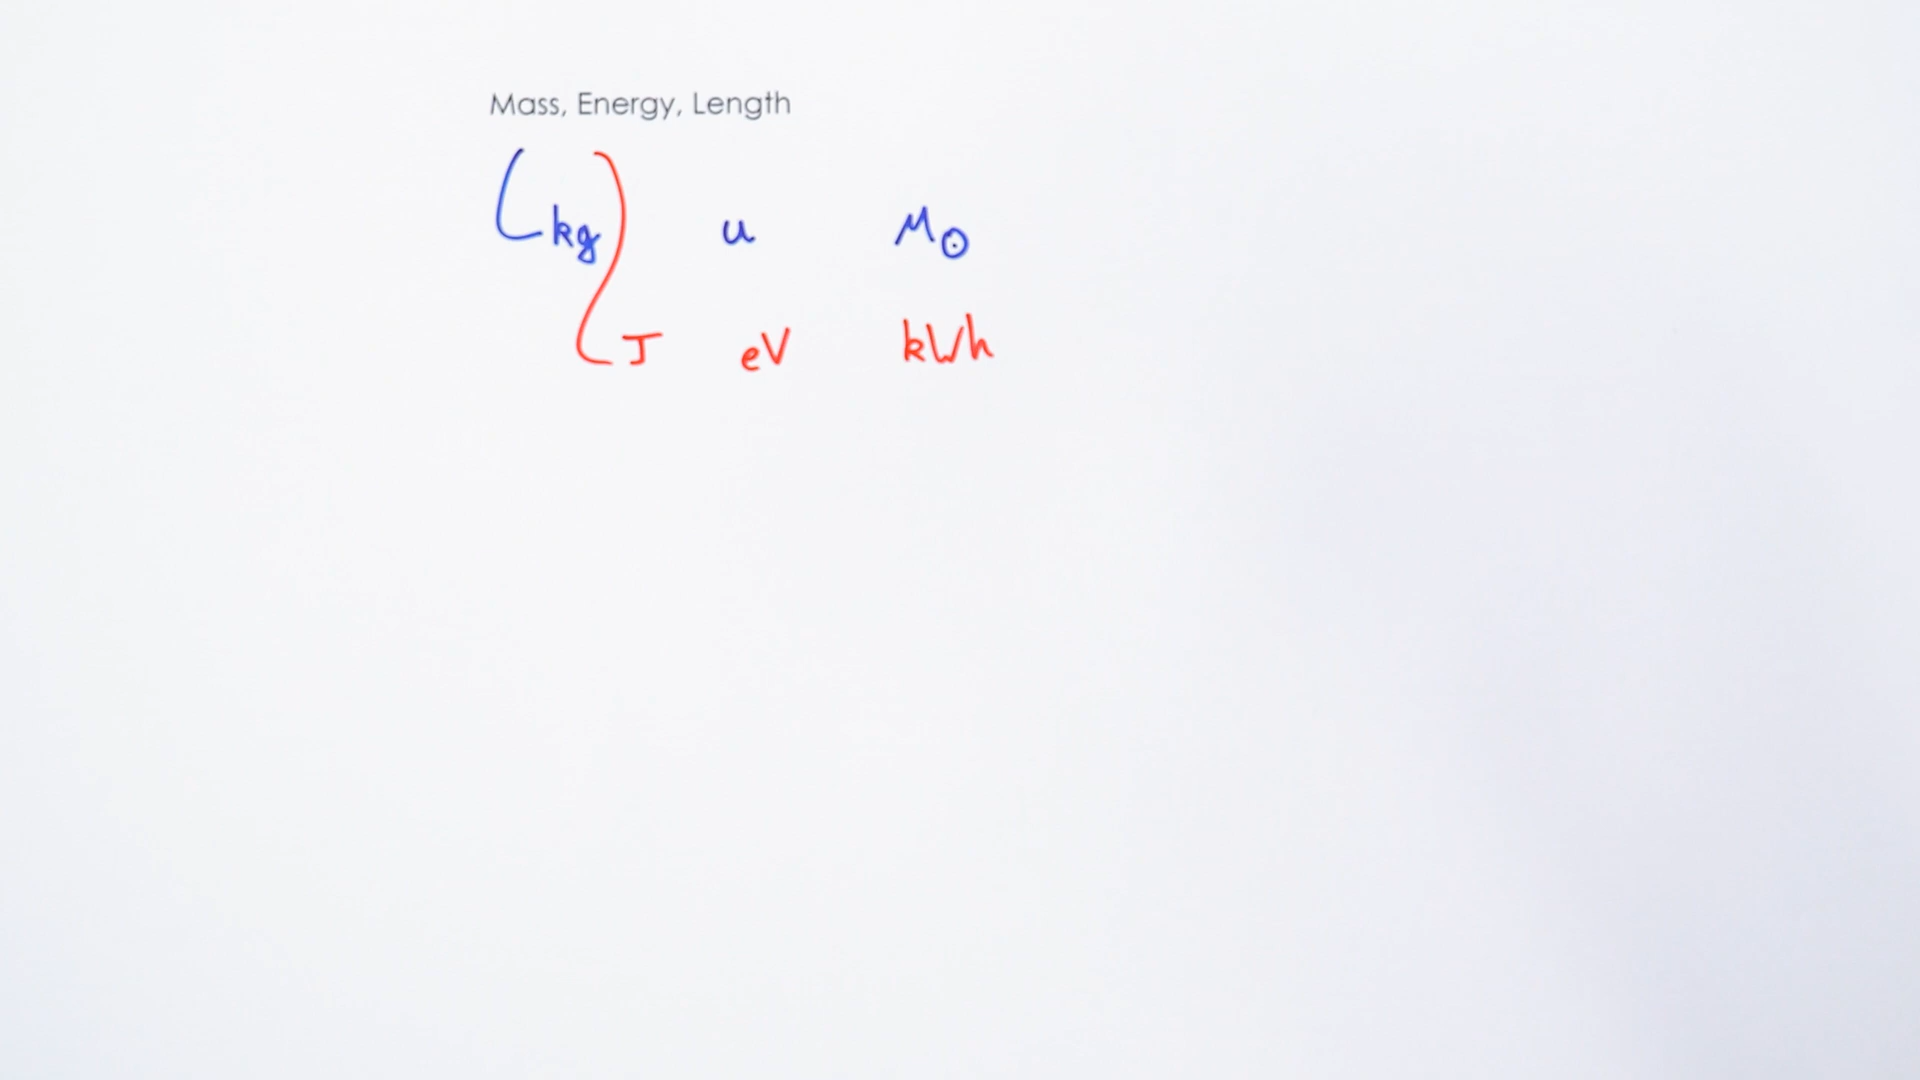 Mass, Energy, Length
kg u M⊙
J eV kWh